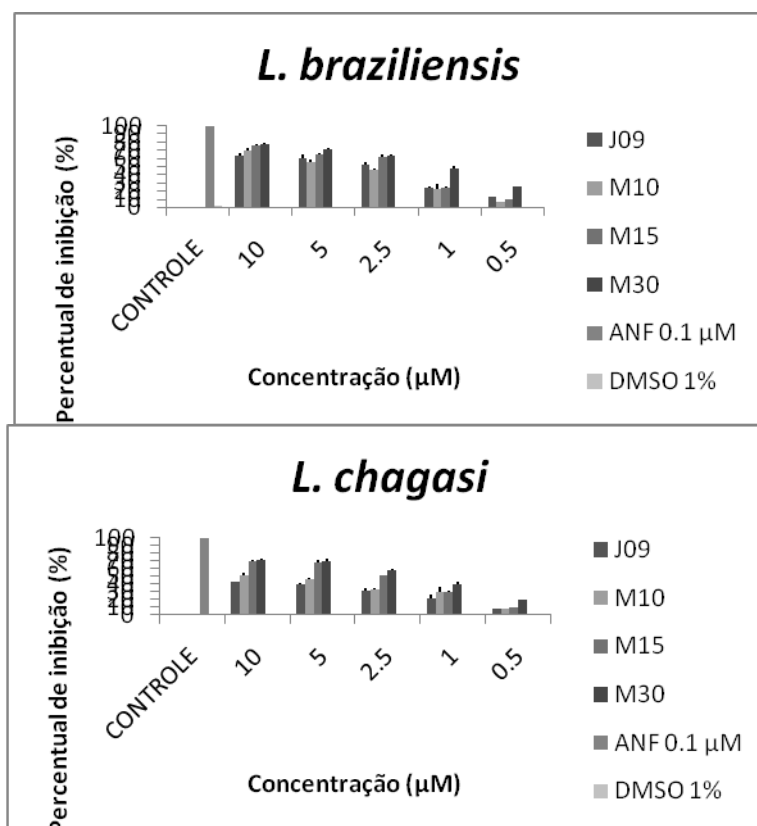 L. braziliensis
Percentual de inibição (%)
100
0
CONTROLE
10
5
2.5
1
0.5
Concentração (µM)
J09
M10
M15
M30
ANF 0.1 µM
DMSO 1%
L. chagasi
Percentual de inibição (%)
100
0
CONTROLE
10
5
2.5
1
0.5
Concentração (µM)
J09
M10
M15
M30
ANF 0.1 µM
DMSO 1%